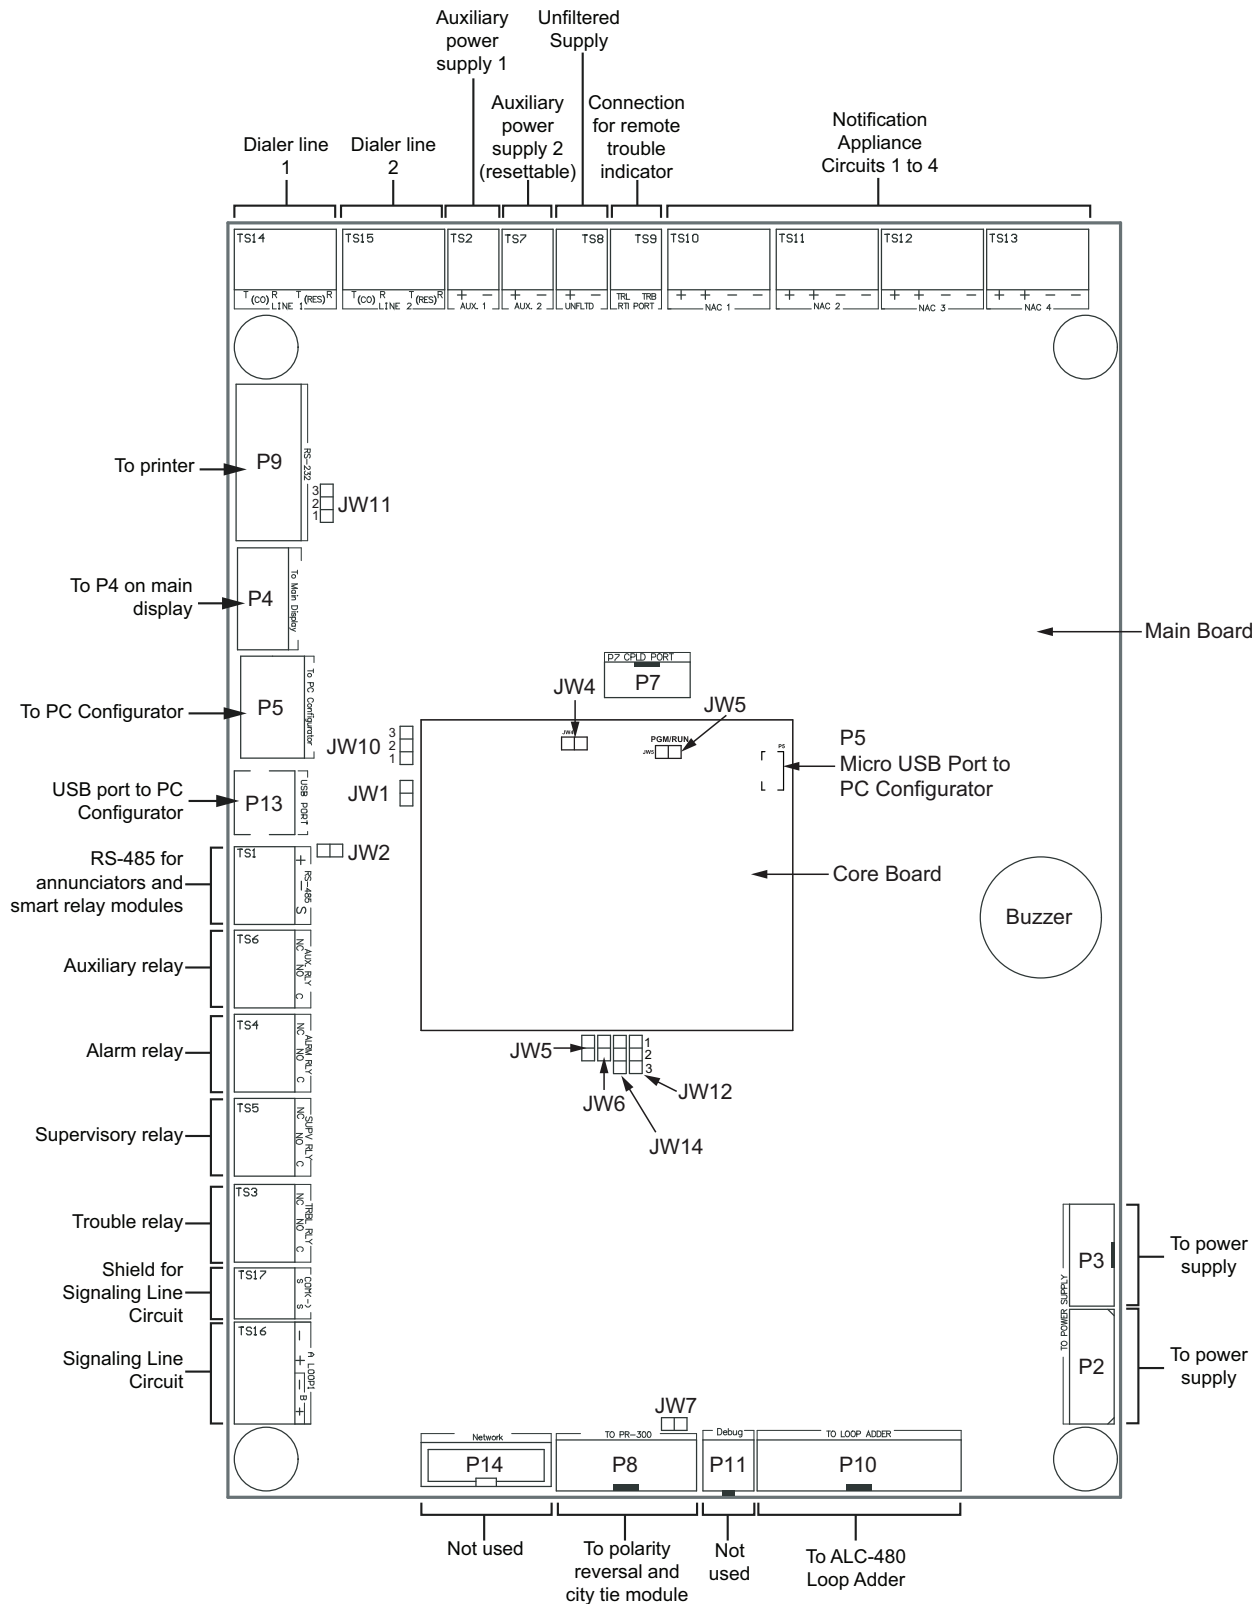 Auxiliary
power
supply 1
Unfiltered
Supply
Auxiliary
power
supply 2
(resettable)
Connection
for remote
trouble
indicator
Notification
Appliance
Circuits 1 to 4
Dialer line
1
Dialer line
2
TS14
TS15
TS2
TS7
TS8
TS9
TS10
TS11
TS12
TS13
T (CO) R T (RES) R
LINE 1
T (CO) R T (RES) R
LINE 2
+ -
AUX. 1
+ -
AUX. 2
+ -
UNFLTD
TRL TRB
RTI PORT
+ + - -
NAC 1
+ + - -
NAC 2
+ + - -
NAC 3
+ + - -
NAC 4
To printer
P9
RS-232
3
2
1
JW11
To P4 on main
display
P4
To Main Display
Main Board
To PC Configurator
P5
To PC Configurator
P7 CPLD PORT
P7
JW4
JW5
PGM/RUN
JW5
P5
P5
Micro USB Port to
PC Configurator
JW10
3
2
1
USB port to PC
Configurator
P13
USB PORT
JW1
JW2
RS-485 for
annunciators and
smart relay modules
TS1
+ - S
RS-485
Core Board
Buzzer
Auxiliary relay
TS6
NC NO C
AUX. RLY
Alarm relay
TS4
NC NO C
ALRM RLY
JW5
1
2
3
JW12
JW6
JW14
Supervisory relay
TS5
NC NO C
SUPV RLY
Trouble relay
TS3
NC NO C
TRBL RLY
Shield for
Signaling Line
Circuit
TS17
S S
COM(-)
Signaling Line
Circuit
TS16
- + - +
A LOOP1
B
TO POWER SUPPLY
P3
To power
supply
P2
To power
supply
JW7
Network
P14
TO PR-300
P8
Debug
P11
TO LOOP ADDER
P10
Not used
To polarity
reversal and
city tie module
Not
used
To ALC-480
Loop Adder